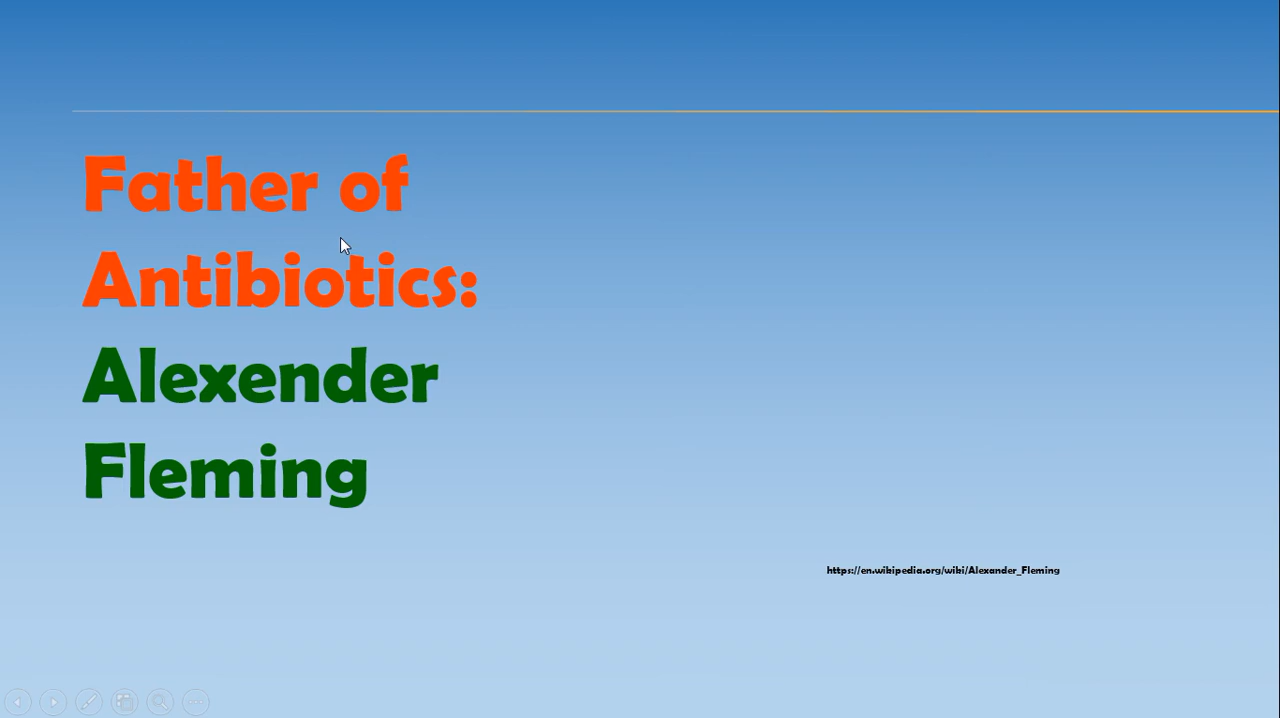 Father of
Antibiotics:
Alexender
Fleming
https://en.wikipedia.org/wiki/Alexander_Fleming